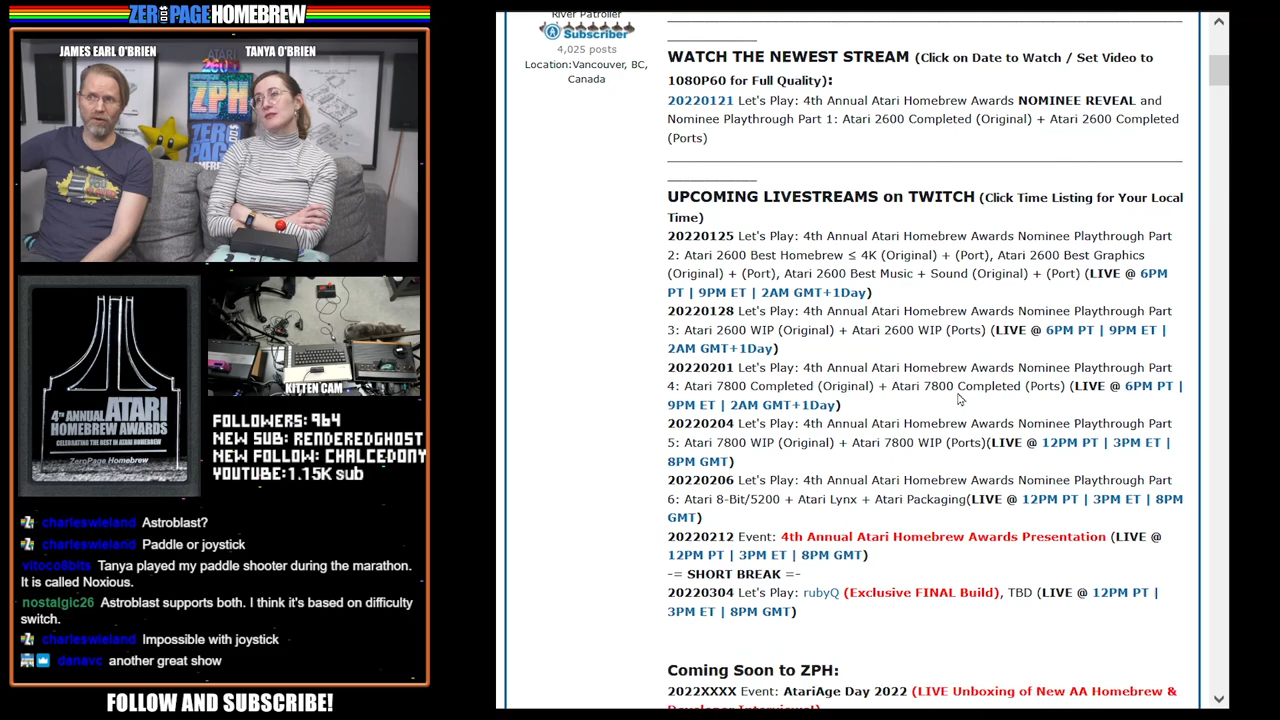 ZEROPAGE HOMEBREW
JAMES EARL O'BRIEN
TANYA O'BRIEN
ATARI
2600
ZPH
4TH ANNUAL ATARI
HOMEBREW AWARDS
CELEBRATING THE BEST IN ATARI HOMEBREW
ZeroPage Homebrew
KITTEN CAM
FOLLOWERS: 964
NEW SUB: RENDEREDGHOST
NEW FOLLOW: CHALCEDONY
YOUTUBE: 1.15K sub
charleswieland Astroblast?
charleswieland Paddle or joystick
vitoco8bits Tanya played my paddle shooter during the marathon.
It is called Noxious.
nostalgic26 Astroblast supports both. I think it's based on difficulty
switch.
charleswieland Impossible with joystick
danavc another great show
FOLLOW AND SUBSCRIBE!
River Patroller
Subscriber
4,025 posts
Location:Vancouver, BC,
Canada
WATCH THE NEWEST STREAM (Click on Date to Watch / Set Video to
1080P60 for Full Quality):
20220121 Let's Play: 4th Annual Atari Homebrew Awards NOMINEE REVEAL and
Nominee Playthrough Part 1: Atari 2600 Completed (Original) + Atari 2600 Completed
(Ports)
UPCOMING LIVESTREAMS on TWITCH (Click Time Listing for Your Local
Time)
20220125 Let's Play: 4th Annual Atari Homebrew Awards Nominee Playthrough Part
2: Atari 2600 Best Homebrew ≤ 4K (Original) + (Port), Atari 2600 Best Graphics
(Original) + (Port), Atari 2600 Best Music + Sound (Original) + (Port) (LIVE @ 6PM
PT | 9PM ET | 2AM GMT+1Day)
20220128 Let's Play: 4th Annual Atari Homebrew Awards Nominee Playthrough Part
3: Atari 2600 WIP (Original) + Atari 2600 WIP (Ports) (LIVE @ 6PM PT | 9PM ET |
2AM GMT+1Day)
20220201 Let's Play: 4th Annual Atari Homebrew Awards Nominee Playthrough Part
4: Atari 7800 Completed (Original) + Atari 7800 Completed (Ports) (LIVE @ 6PM PT |
9PM ET | 2AM GMT+1Day)
20220204 Let's Play: 4th Annual Atari Homebrew Awards Nominee Playthrough Part
5: Atari 7800 WIP (Original) + Atari 7800 WIP (Ports)(LIVE @ 12PM PT | 3PM ET |
8PM GMT)
20220206 Let's Play: 4th Annual Atari Homebrew Awards Nominee Playthrough Part
6: Atari 8-Bit/5200 + Atari Lynx + Atari Packaging(LIVE @ 12PM PT | 3PM ET | 8PM
GMT)
20220212 Event: 4th Annual Atari Homebrew Awards Presentation (LIVE @
12PM PT | 3PM ET | 8PM GMT)
-= SHORT BREAK =-
20220304 Let's Play: rubyQ (Exclusive FINAL Build), TBD (LIVE @ 12PM PT |
3PM ET | 8PM GMT)
Coming Soon to ZPH:
2022XXXX Event: AtariAge Day 2022 (LIVE Unboxing of New AA Homebrew &
Developer Interviews!)